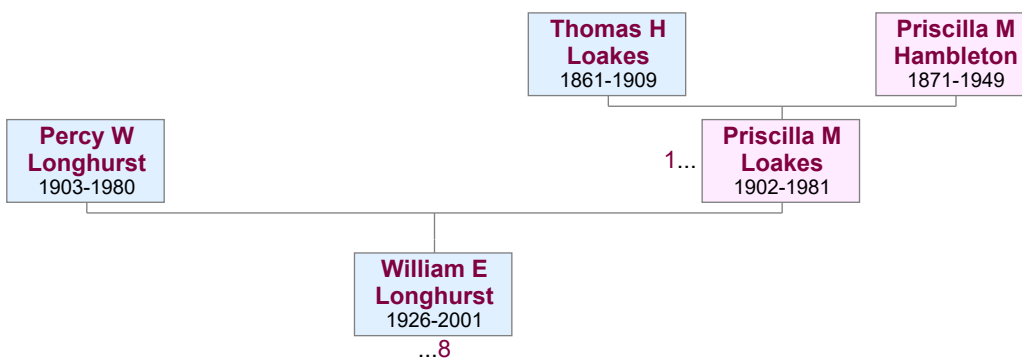 Thomas H
Loakes
1861-1909
Priscilla M
Hambleton
1871-1949
Percy W
Longhurst
1903-1980
1...
Priscilla M
Loakes
1902-1981
William E
Longhurst
1926-2001
...8